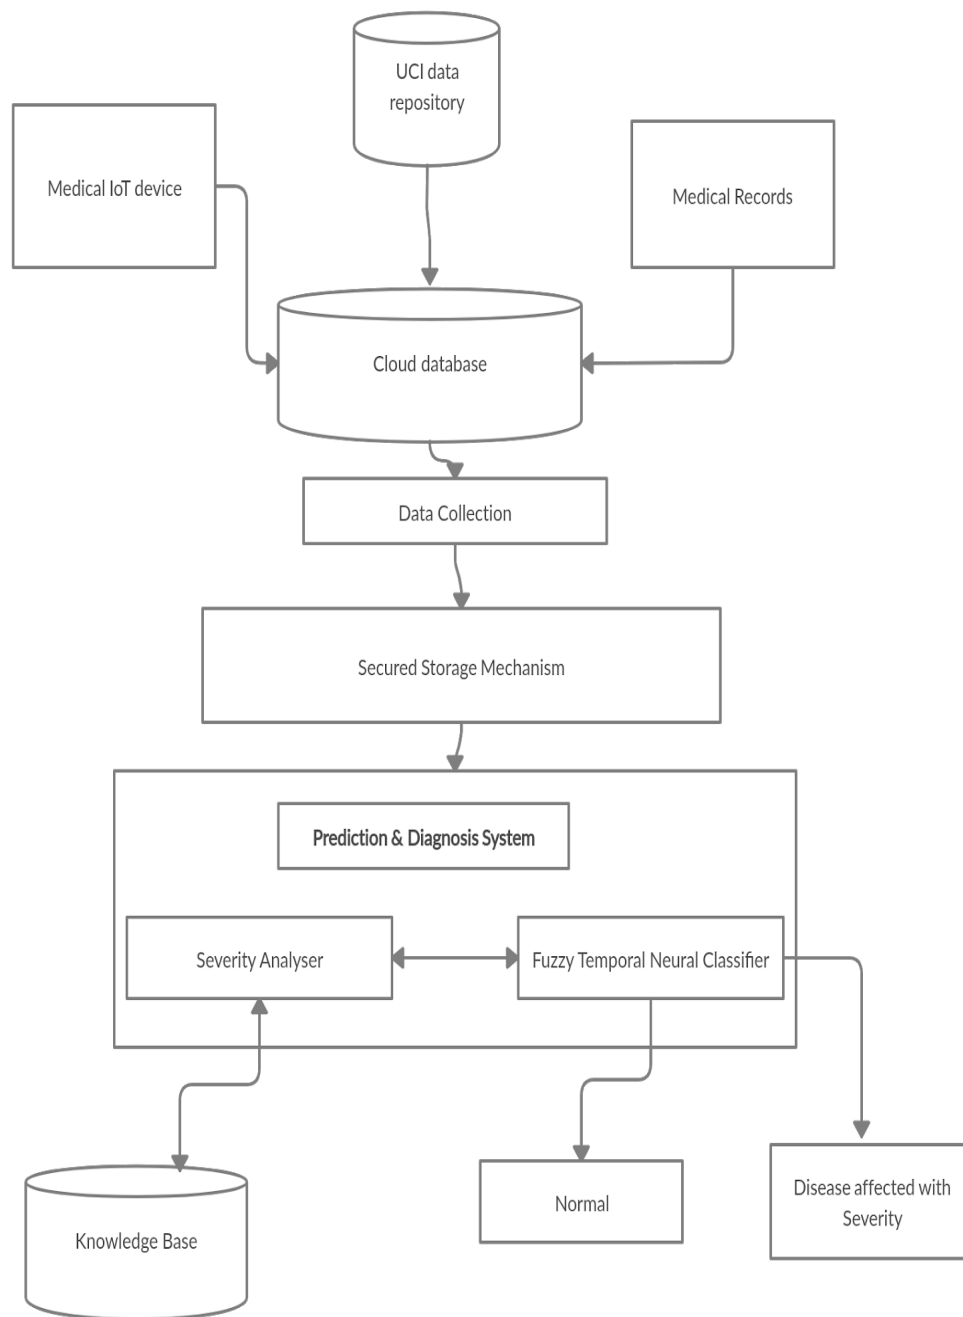 UCI data
repository
Medical IoT device
Medical Records
Cloud database
Data Collection
Secured Storage Mechanism
Prediction & Diagnosis System
Severity Analyser
Fuzzy Temporal Neural Classifier
Normal
Disease affected with
Severity
Knowledge Base